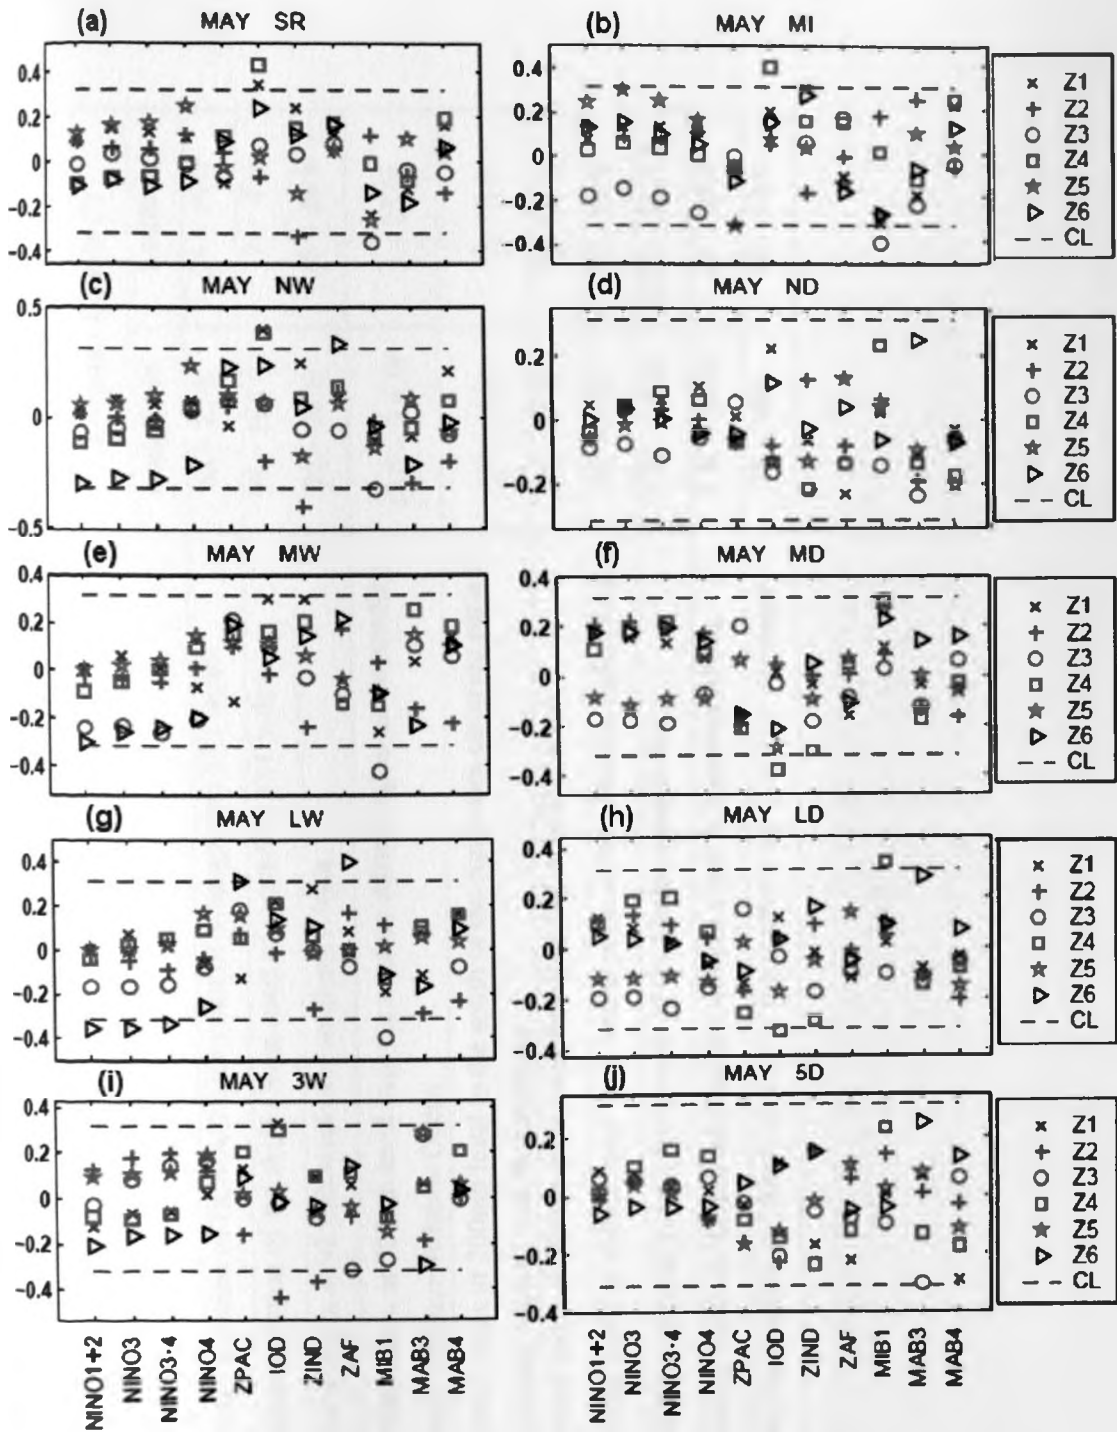 (a) MAY SR
0.4
0.2
0
-0.2
-0.4
(b) MAY MI
0.4
0.2
0
-0.2
-0.4
× Z1
+ Z2
○ Z3
□ Z4
★ Z5
▷ Z6
– – CL
(c) MAY NW
0.5
0
-0.5
(d) MAY ND
0.2
0
-0.2
× Z1
+ Z2
○ Z3
□ Z4
★ Z5
▷ Z6
– – CL
(e) MAY MW
0.4
0.2
0
-0.2
-0.4
(f) MAY MD
0.4
0.2
0
-0.2
-0.4
× Z1
+ Z2
○ Z3
□ Z4
★ Z5
▷ Z6
– – CL
(g) MAY LW
0.4
0.2
0
-0.2
-0.4
(h) MAY LD
0.4
0.2
0
-0.2
-0.4
× Z1
+ Z2
○ Z3
□ Z4
★ Z5
▷ Z6
– – CL
(i) MAY 3W
0.4
0.2
0
-0.2
-0.4
(j) MAY 5D
0.2
0
-0.2
-0.4
× Z1
+ Z2
○ Z3
□ Z4
★ Z5
▷ Z6
– – CL
NINO1+2
NINO3
NINO3·4
NINO4
ZPAC
IOD
ZIND
ZAF
MIB1
MAB3
MAB4
NINO1+2
NINO3
NINO3·4
NINO4
ZPAC
IOD
ZIND
ZAF
MIB1
MAB3
MAB4